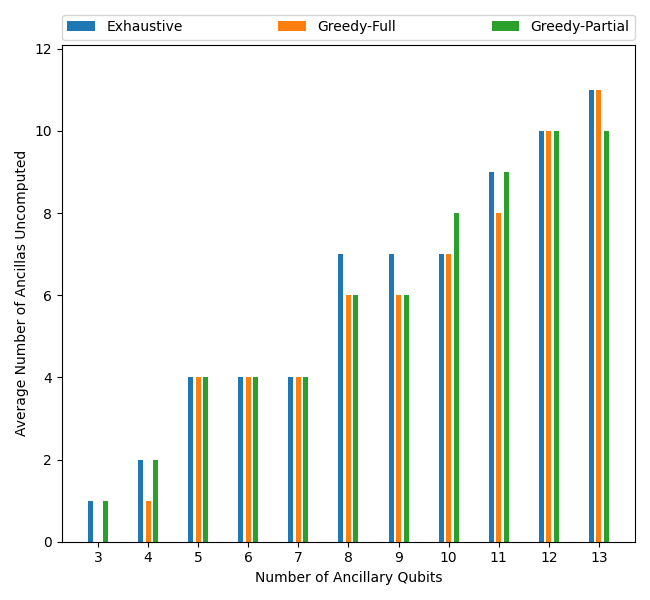 Exhaustive Greedy-Full Greedy-Partial
12
10
8
6
4
2
0
Average Number of Ancillas Uncomputed
3 4 5 6 7 8 9 10 11 12 13
Number of Ancillary Qubits